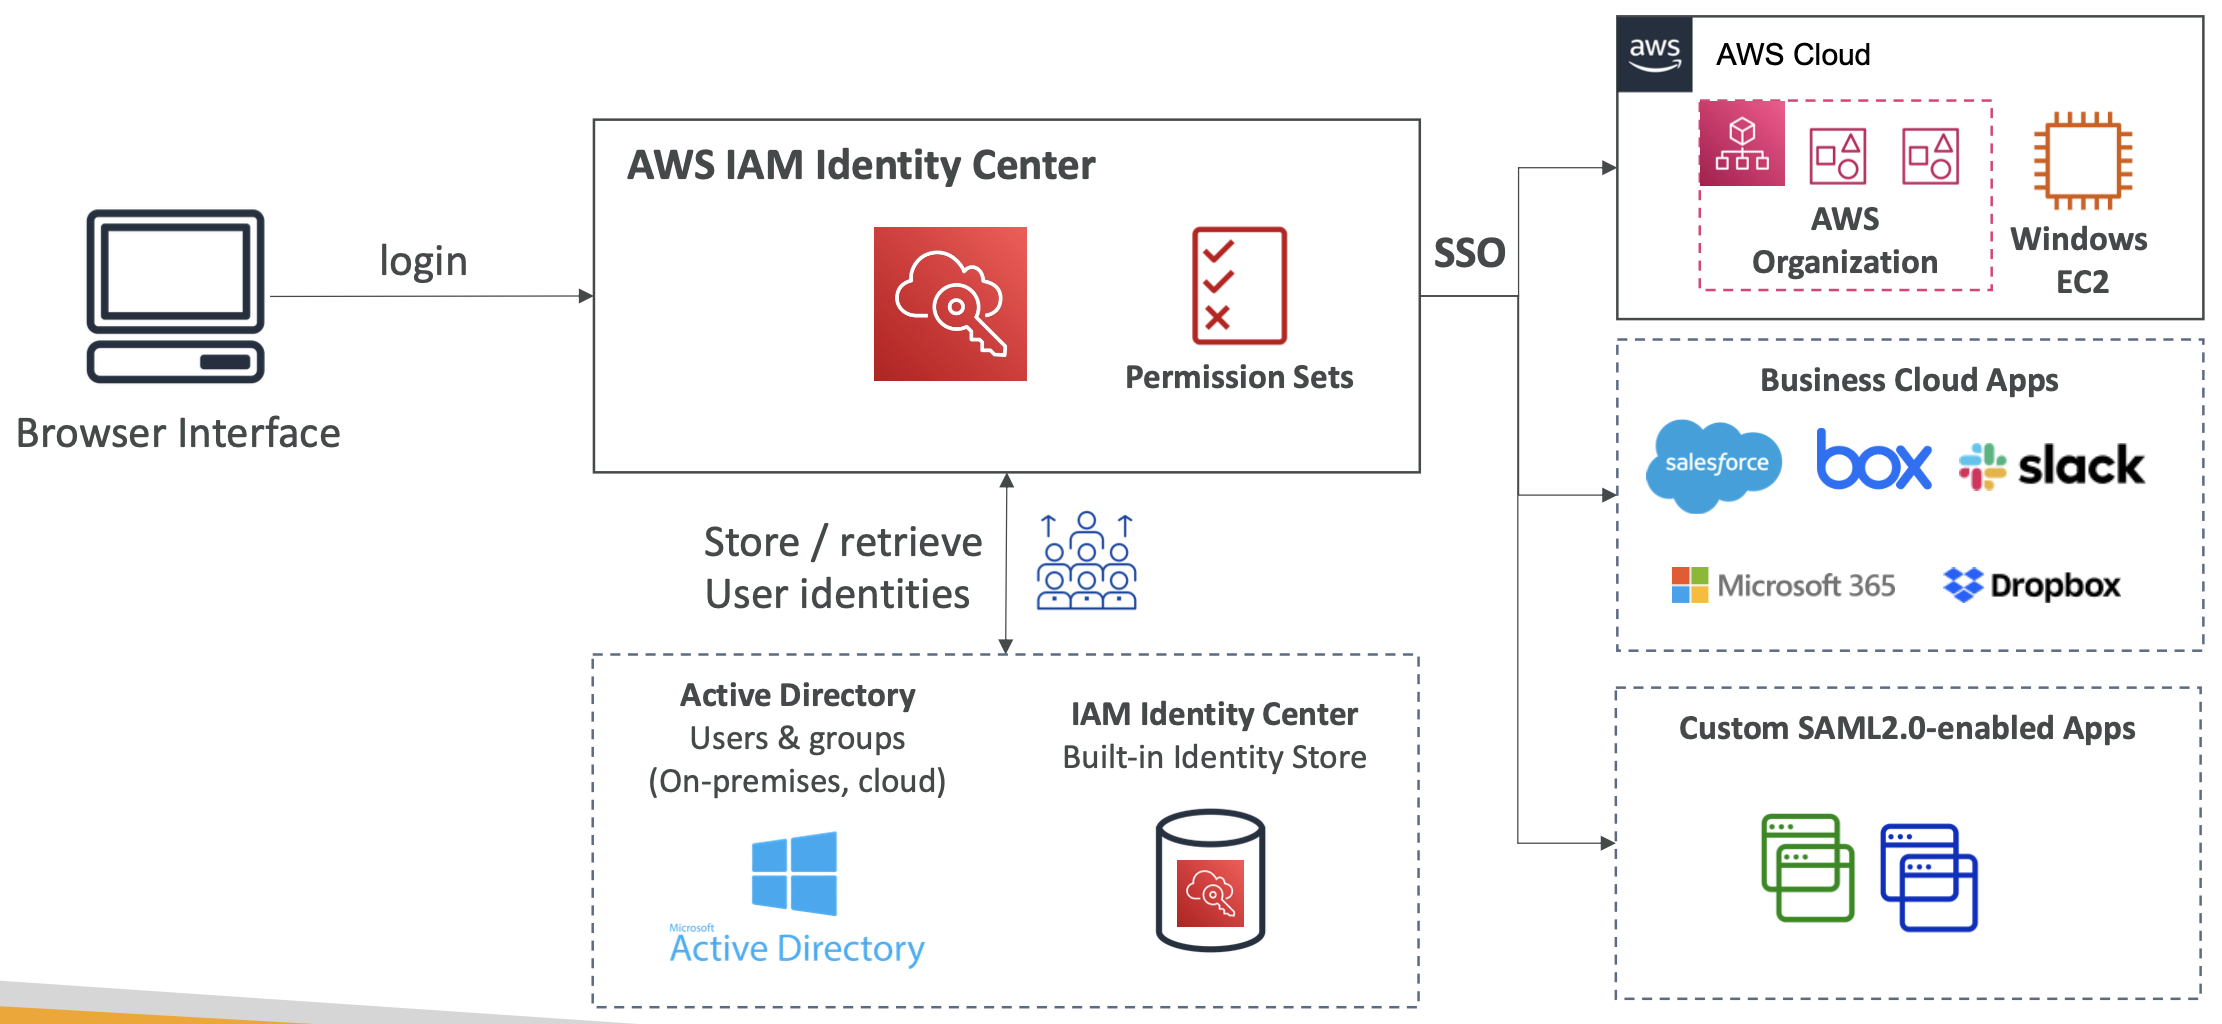 Browser Interface
login
AWS IAM Identity Center
Permission Sets
Store / retrieve
User identities
Active Directory
Users & groups
(On-premises, cloud)
Microsoft
Active Directory
IAM Identity Center
Built-in Identity Store
SSO
aws
AWS Cloud
AWS
Organization
Windows
EC2
Business Cloud Apps
salesforce
box
slack
Microsoft 365
Dropbox
Custom SAML2.0-enabled Apps